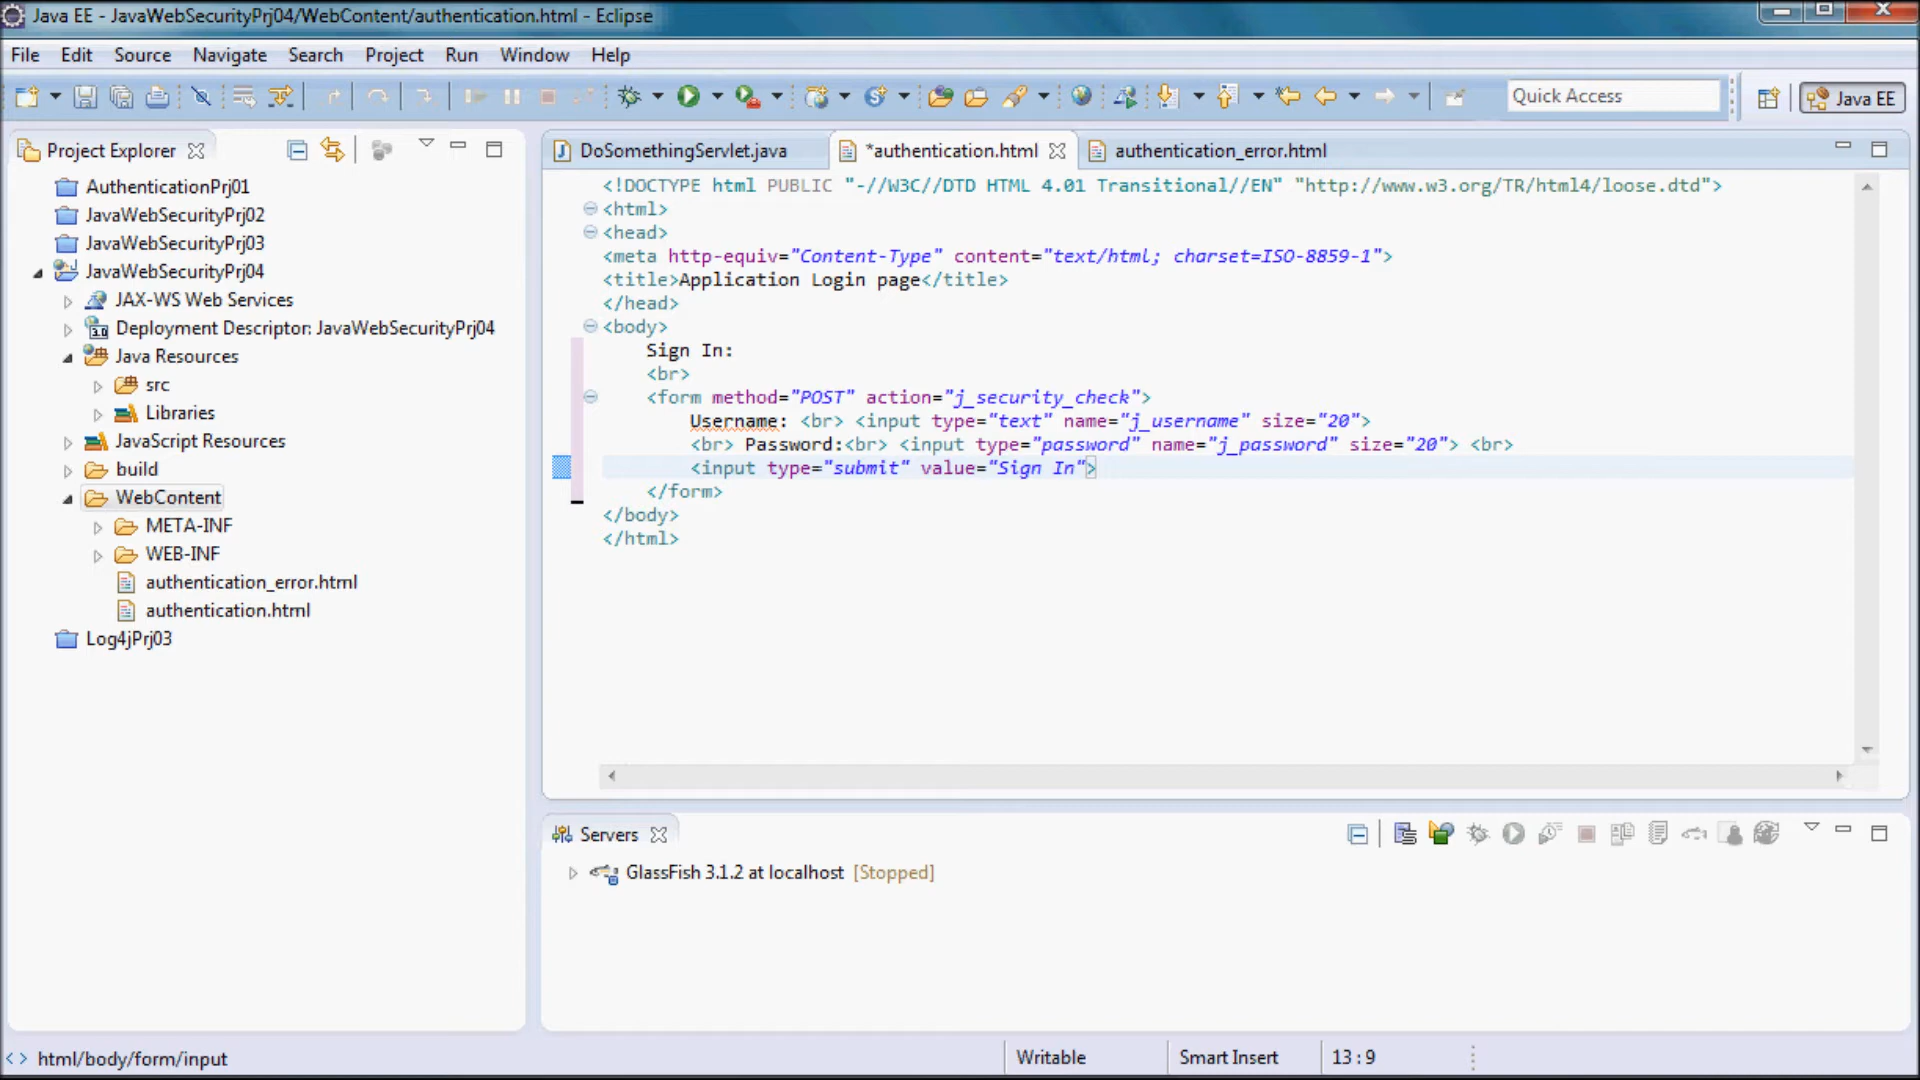 Java EE - JavaWebSecurityPrj04/WebContent/authentication.html - Eclipse
File Edit Source Navigate Search Project Run Window Help
Quick Access
Java EE
Project Explorer
AuthenticationPrj01
JavaWebSecurityPrj02
JavaWebSecurityPrj03
JavaWebSecurityPrj04
JAX-WS Web Services
3.0 Deployment Descriptor: JavaWebSecurityPrj04
Java Resources
src
Libraries
JavaScript Resources
build
WebContent
META-INF
WEB-INF
authentication_error.html
authentication.html
Log4jPrj03
DoSomethingServlet.java *authentication.html authentication_error.html
<!DOCTYPE html PUBLIC "-//W3C//DTD HTML 4.01 Transitional//EN" "http://www.w3.org/TR/html4/loose.dtd">
<html>
<head>
<meta http-equiv="Content-Type" content="text/html; charset=ISO-8859-1">
<title>Application Login page</title>
</head>
<body>
Sign In:
<br>
<form method="POST" action="j_security_check">
Username: <br> <input type="text" name="j_username" size="20">
<br> Password:<br> <input type="password" name="j_password" size="20"> <br>
<input type="submit" value="Sign In">
</form>
</body>
</html>
Servers
GlassFish 3.1.2 at localhost [Stopped]
html/body/form/input
Writable
Smart Insert
13 : 9